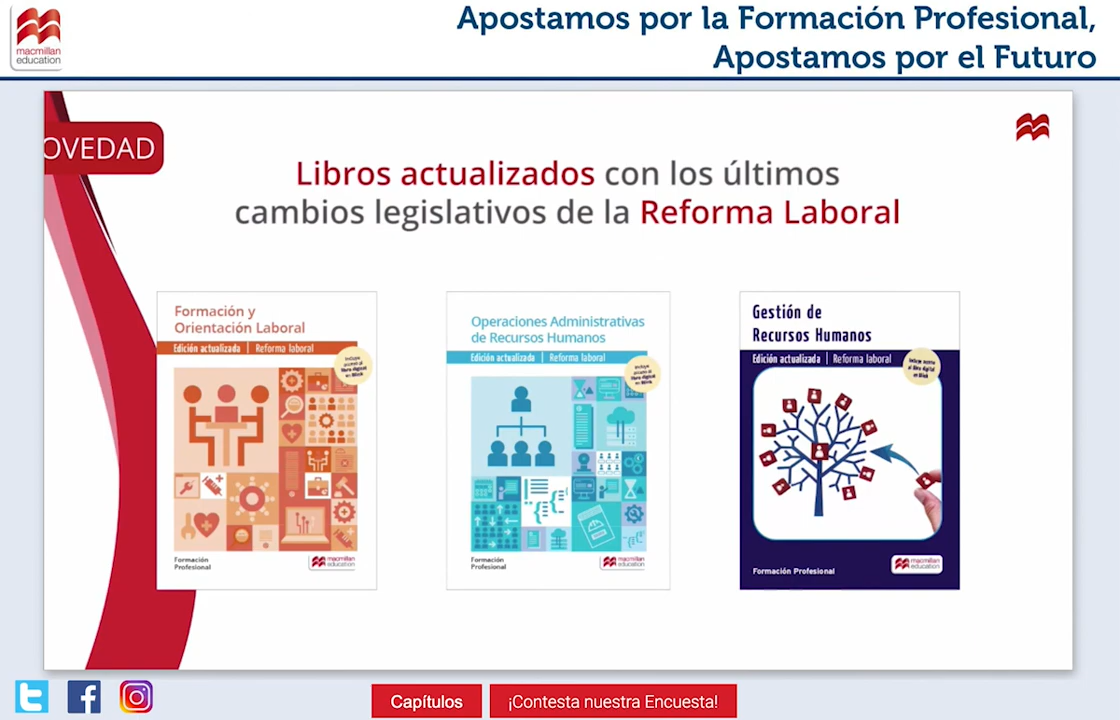 macmillan
education
Apostamos por la Formación Profesional,
Apostamos por el Futuro
OVEDAD
Libros actualizados con los últimos
cambios legislativos de la Reforma Laboral
Formación y
Orientación Laboral
Edición actualizada | Reforma laboral
Formación
Profesional
macmillan
education
Operaciones Administrativas
de Recursos Humanos
Edición actualizada | Reforma laboral
Formación
Profesional
macmillan
education
Gestión de
Recursos Humanos
Edición actualizada | Reforma laboral
Formación Profesional
macmillan
education
Capítulos
¡Contesta nuestra Encuesta!